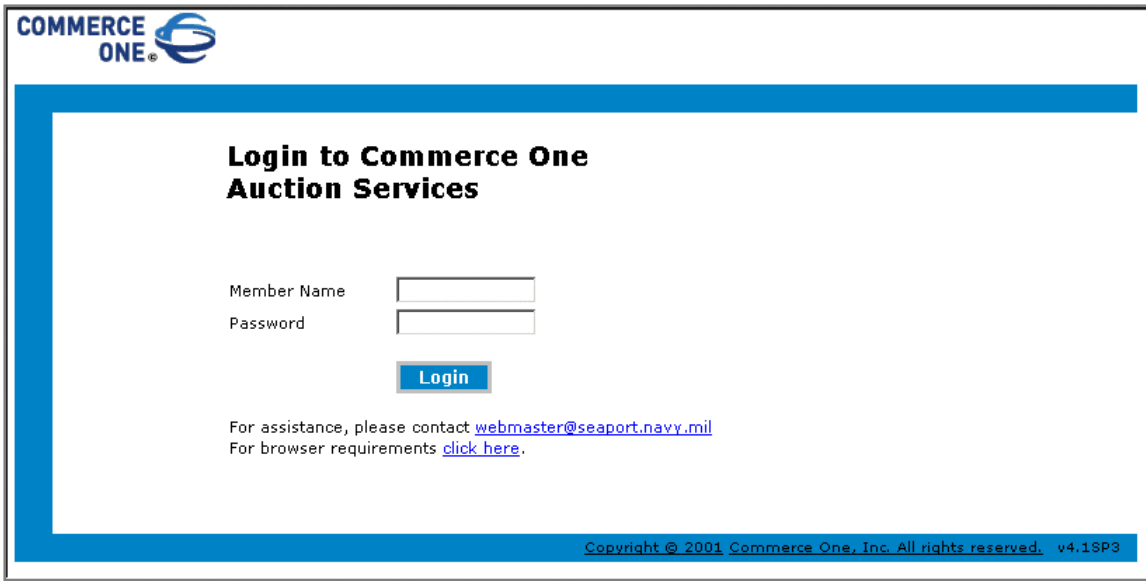 COMMERCE
ONE®
Login to Commerce One
Auction Services
Member Name
Password
Login
For assistance, please contact webmaster@seaport.navy.mil
For browser requirements click here.
Copyright © 2001 Commerce One, Inc. All rights reserved. v4.1SP3